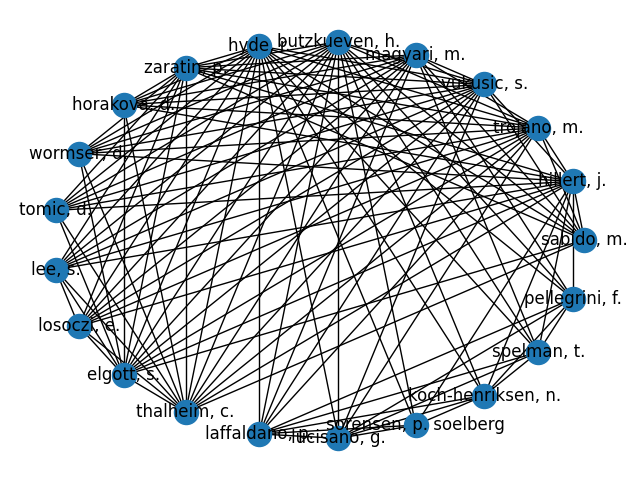 hyde, r.
butzkueven, h.
magyari, m.
zaratin, p.
vukusic, s.
horakova, d.
trojano, m.
wormser, d.
hillert, j.
tomic, d.
sabido, m.
lee, s.
pellegrini, f.
losoczi, e.
spelman, t.
elgott, s.
koch-henriksen, n.
thalheim, c.
sorensen, p. soelberg
laffaldano, p.
lucisano, g.